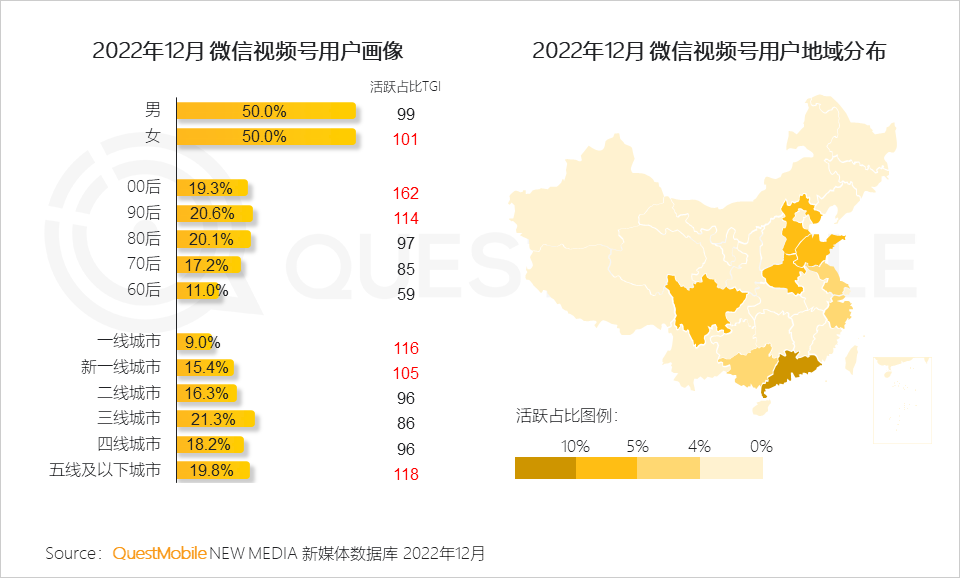 2022年12月 微信视频号用户画像
活跃占比TGI
男 50.0% 99
女 50.0% 101
00后 19.3% 162
90后 20.6% 114
80后 20.1% 97
70后 17.2% 85
60后 11.0% 59
一线城市 9.0% 116
新一线城市 15.4% 105
二线城市 16.3% 96
三线城市 21.3% 86
四线城市 18.2% 96
五线及以下城市 19.8% 118
2022年12月 微信视频号用户地域分布
活跃占比图例：
10% 5% 4% 0%
QUESTMOBILE
Source：QuestMobile NEW MEDIA 新媒体数据库 2022年12月